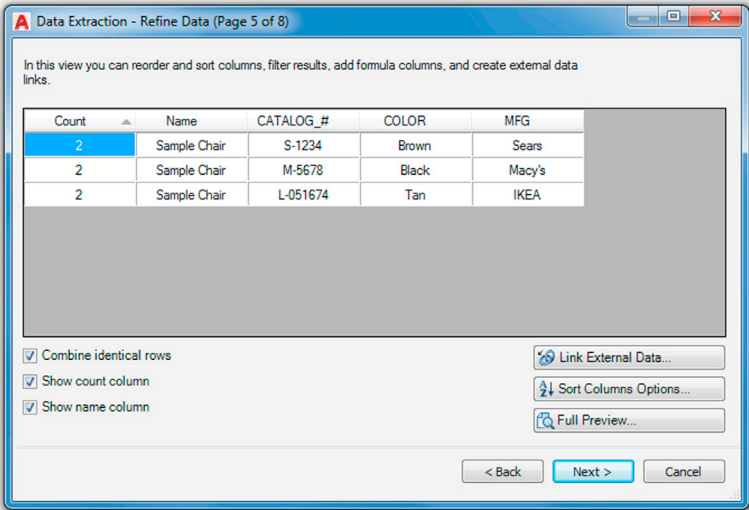 Data Extraction - Refine Data (Page 5 of 8)
In this view you can reorder and sort columns, filter results, add formula columns, and create external data
links.
Count Name CATALOG_# COLOR MFG
2 Sample Chair S-1234 Brown Sears
2 Sample Chair M-5678 Black Macy's
2 Sample Chair L-051674 Tan IKEA
Combine identical rows
Show count column
Show name column
Link External Data...
Sort Columns Options...
Full Preview...
< Back Next > Cancel